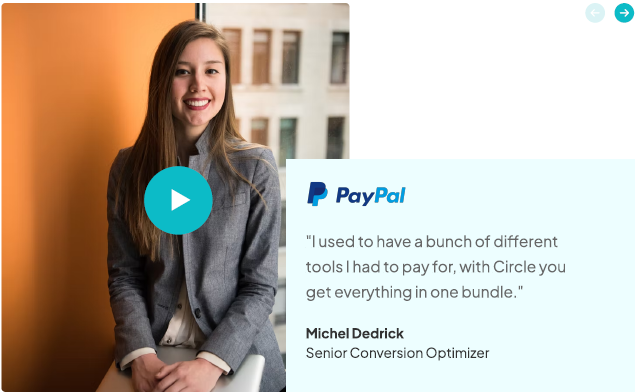 PayPal
"I used to have a bunch of different
tools I had to pay for, with Circle you
get everything in one bundle."
Michel Dedrick
Senior Conversion Optimizer